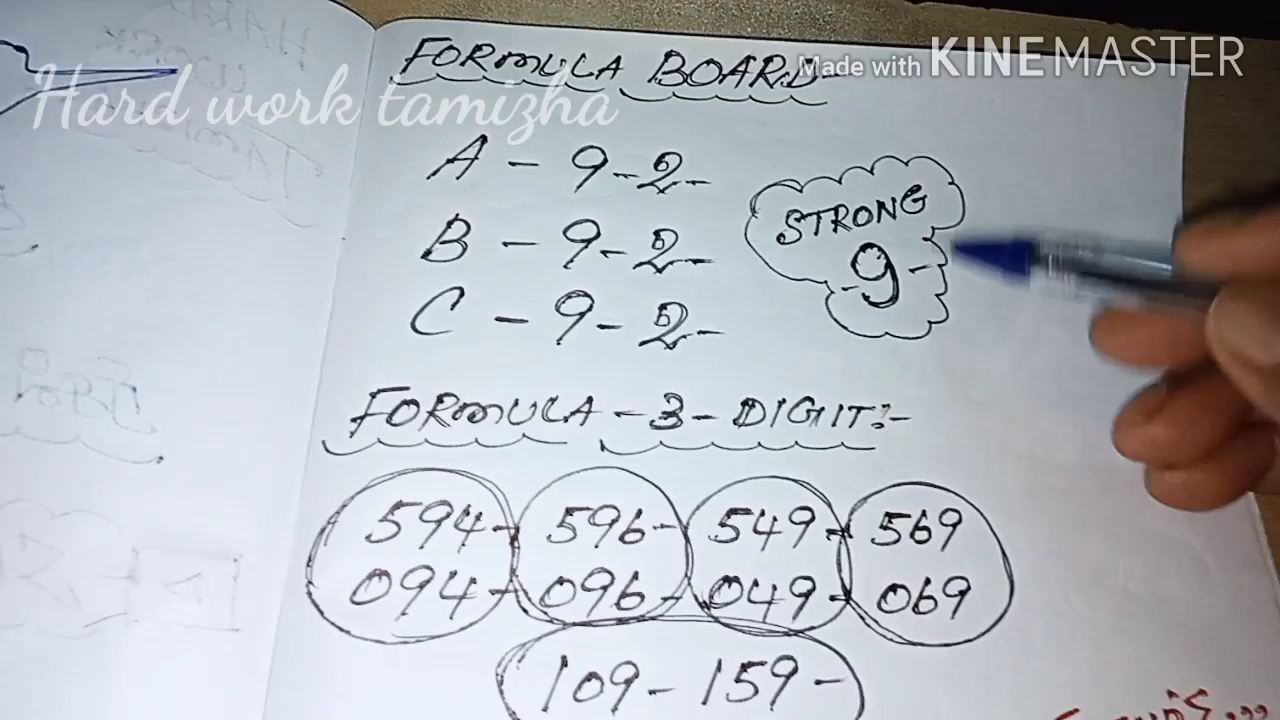 FORMULA BOARD-
Made with KINEMASTER
Hard work tamizha
A - 9-2-
B - 9-2-
C - 9-2-
STRONG
9-
FORMULA - 3 - DIGIT:-
594- 596- 549- 569
094- 096- 049- 069
109- 159-